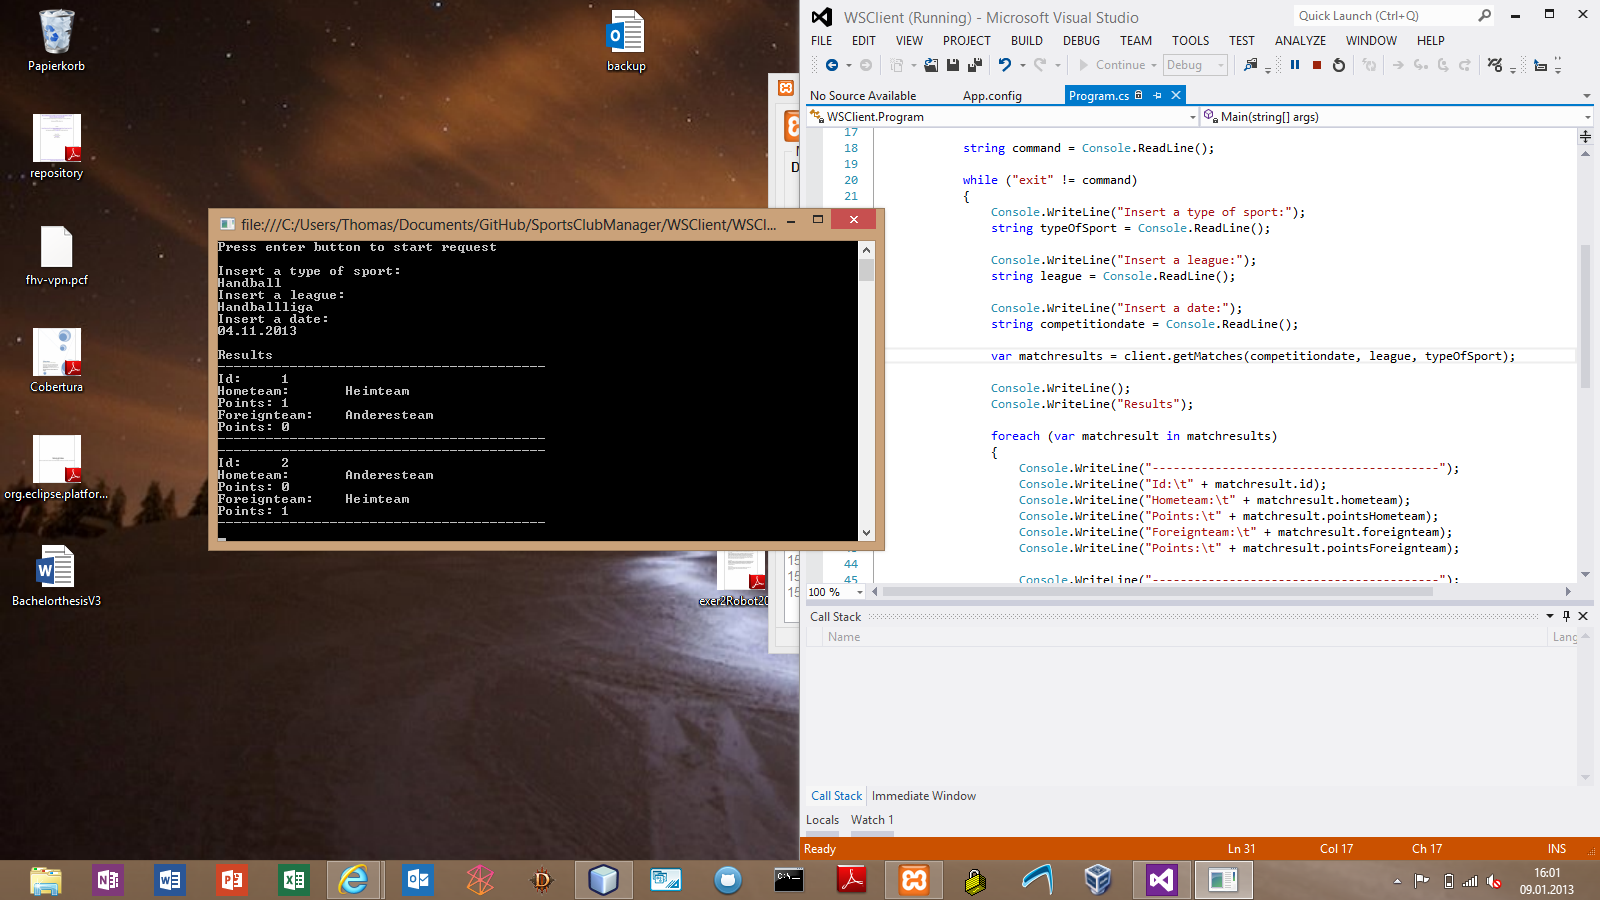 Papierkorb
repository
fhv-vpn.pcf
Cobertura
org.eclipse.platfor...
BachelorthesisV3
backup
exer2Robot20
file:///C:/Users/Thomas/Documents/GitHub/SportsClubManager/WSClient/WSCl...
Press enter button to start request
Insert a type of sport:
Handball
Insert a league:
Handballliga
Insert a date:
04.11.2013
Results
-----------------------------------------
Id: 1
Hometeam: Heimteam
Points: 1
Foreignteam: Anderesteam
Points: 0
-----------------------------------------
-----------------------------------------
Id: 2
Hometeam: Anderesteam
Points: 0
Foreignteam: Heimteam
Points: 1
-----------------------------------------
WSClient (Running) - Microsoft Visual Studio
Quick Launch (Ctrl+Q)
FILE EDIT VIEW PROJECT BUILD DEBUG TEAM TOOLS TEST ANALYZE WINDOW HELP
Continue Debug
No Source Available App.config Program.cs
WSClient.Program Main(string[] args)
17
18 string command = Console.ReadLine();
19
20 while ("exit" != command)
21 {
Console.WriteLine("Insert a type of sport:");
string typeOfSport = Console.ReadLine();
Console.WriteLine("Insert a league:");
string league = Console.ReadLine();
Console.WriteLine("Insert a date:");
string competitiondate = Console.ReadLine();
var matchresults = client.getMatches(competitiondate, league, typeOfSport);
Console.WriteLine();
Console.WriteLine("Results");
foreach (var matchresult in matchresults)
{
Console.WriteLine("-----------------------------------------");
Console.WriteLine("Id:\t" + matchresult.id);
Console.WriteLine("Hometeam:\t" + matchresult.hometeam);
Console.WriteLine("Points:\t" + matchresult.pointsHometeam);
Console.WriteLine("Foreignteam:\t" + matchresult.foreignteam);
Console.WriteLine("Points:\t" + matchresult.pointsForeignteam);
44
45 Console.WriteLine("-----------------------------------------");
100 %
Call Stack
Name Lang
Call Stack Immediate Window
Locals Watch 1
Ready Ln 31 Col 17 Ch 17 INS
16:01
09.01.2013